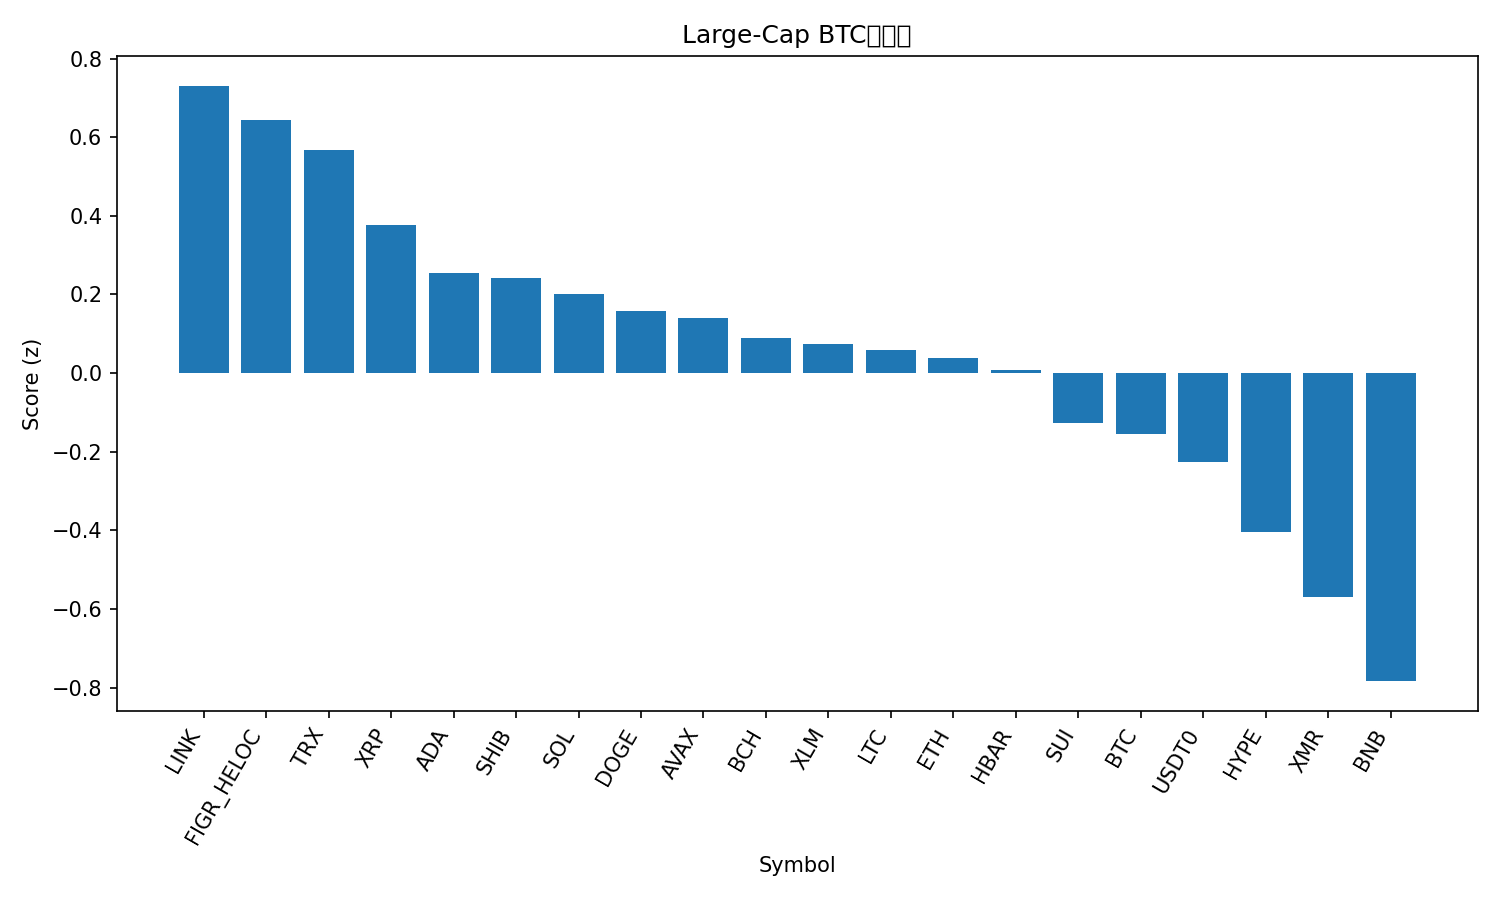 Large-Cap BTC
0.8
0.6
0.4
0.2
0.0
−0.2
−0.4
−0.6
−0.8
Score (z)
LINK
FIGR_HELOC
TRX
XRP
ADA
SHIB
SOL
DOGE
AVAX
BCH
XLM
LTC
ETH
HBAR
SUI
BTC
USDT0
HYPE
XMR
BNB
Symbol